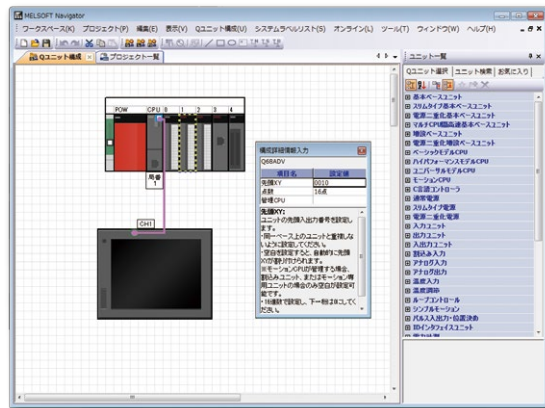 MELSOFT Navigator
ワークスペース(K) プロジェクト(P) 編集(E) 表示(V) Qユニット構成(U) システムラベルリスト(S) オンライン(L) ツール(T) ウィンドウ(W) ヘルプ(H)
Qユニット構成 プロジェクト一覧
ユニット一覧
Qユニット選択 ユニット検索 お気に入り
POW CPU 0 1 2 3 4
局番
1
CH1
構成詳細情報入力
Q68ADV
項目名 設定値
先頭XY 0010
点数 16点
管理CPU
先頭XY:
ユニットの先頭入出力番号を設定し
ます。
・同一ベース上のユニットと重複しな
いように設定してください。
・空白を設定すると、自動的に先頭
XYが割り付けられます。
※モーションCPUが管理する場合、
割込みユニット、またはモーション専
用ユニットの場合のみ空白が設定可
能です。
・16進数で設定し、下一桁は0にしてく
ださい。
基本ベースユニット
スリムタイプ基本ベースユニット
電源二重化基本ベースユニット
マルチCPU間高速基本ベースユニット
増設ベースユニット
電源二重化増設ベースユニット
ベーシックモデルCPU
ハイパフォーマンスモデルCPU
ユニバーサルモデルCPU
モーションCPU
C言語コントローラ
通常電源
スリムタイプ電源
電源二重化電源
入力ユニット
出力ユニット
入出力ユニット
割込み入力
アナログ入力
アナログ出力
温度入力
温度調節
ループコントロール
シンプルモーション
パルス入出力・位置決め
IDインタフェイスユニット